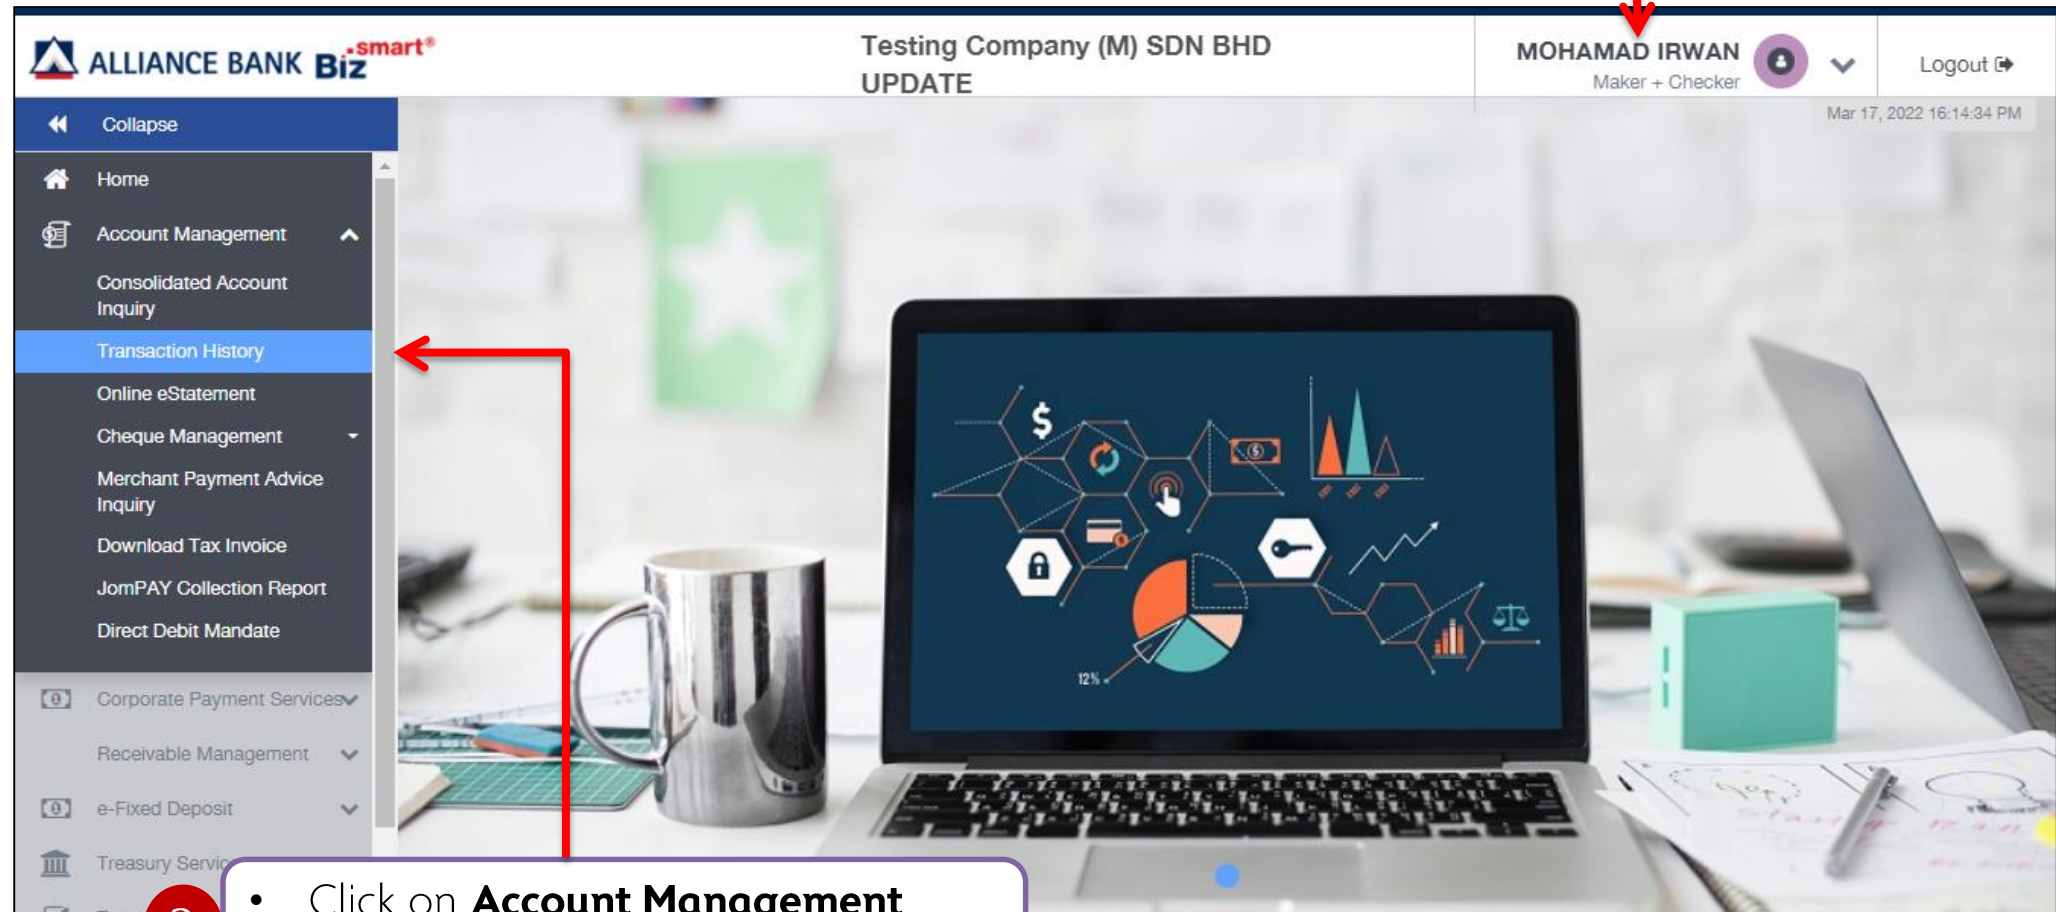 ALLIANCE BANK Biz.smart®
Testing Company (M) SDN BHD
UPDATE
MOHAMAD IRWAN
Maker + Checker
Logout
Mar 17, 2022 16:14:34 PM
Collapse
Home
Account Management
Consolidated Account
Inquiry
Transaction History
Online eStatement
Cheque Management
Merchant Payment Advice
Inquiry
Download Tax Invoice
JomPAY Collection Report
Direct Debit Mandate
Corporate Payment Services
Receivable Management
e-Fixed Deposit
Treasury Servic
$
12%
• Click on Account Management